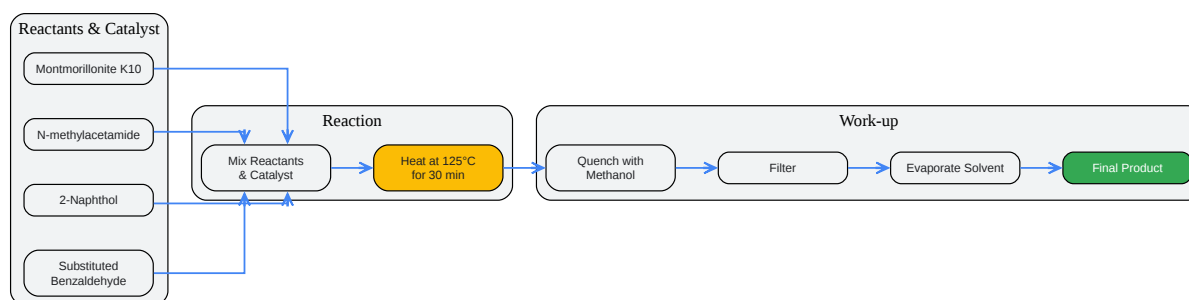 Reactants & Catalyst
Montmorillonite K10
N-methylacetamide
2-Naphthol
Substituted
Benzaldehyde
Reaction
Mix Reactants
& Catalyst
Heat at 125°C
for 30 min
Work-up
Quench with
Methanol
Filter
Evaporate Solvent
Final Product